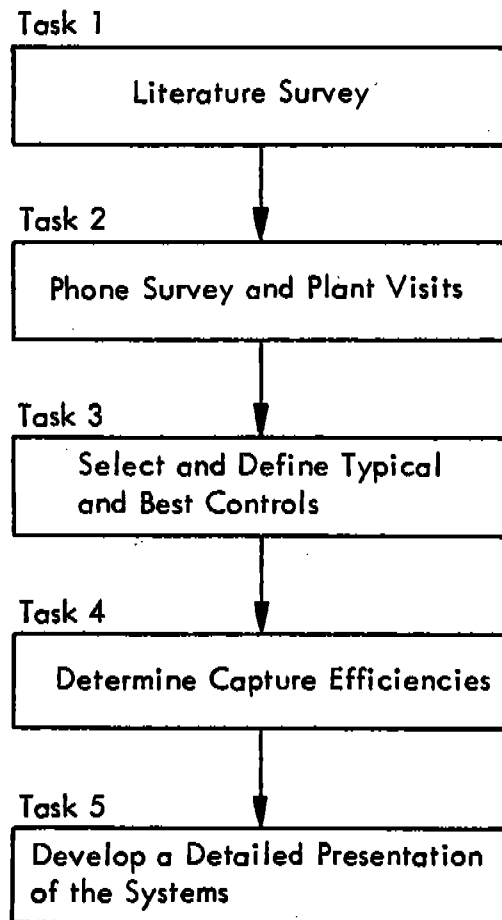 Task 1
Literature Survey
Task 2
Phone Survey and Plant Visits
Task 3
Select and Define Typical
and Best Controls
Task 4
Determine Capture Efficiencies
Task 5
Develop a Detailed Presentation
of the Systems